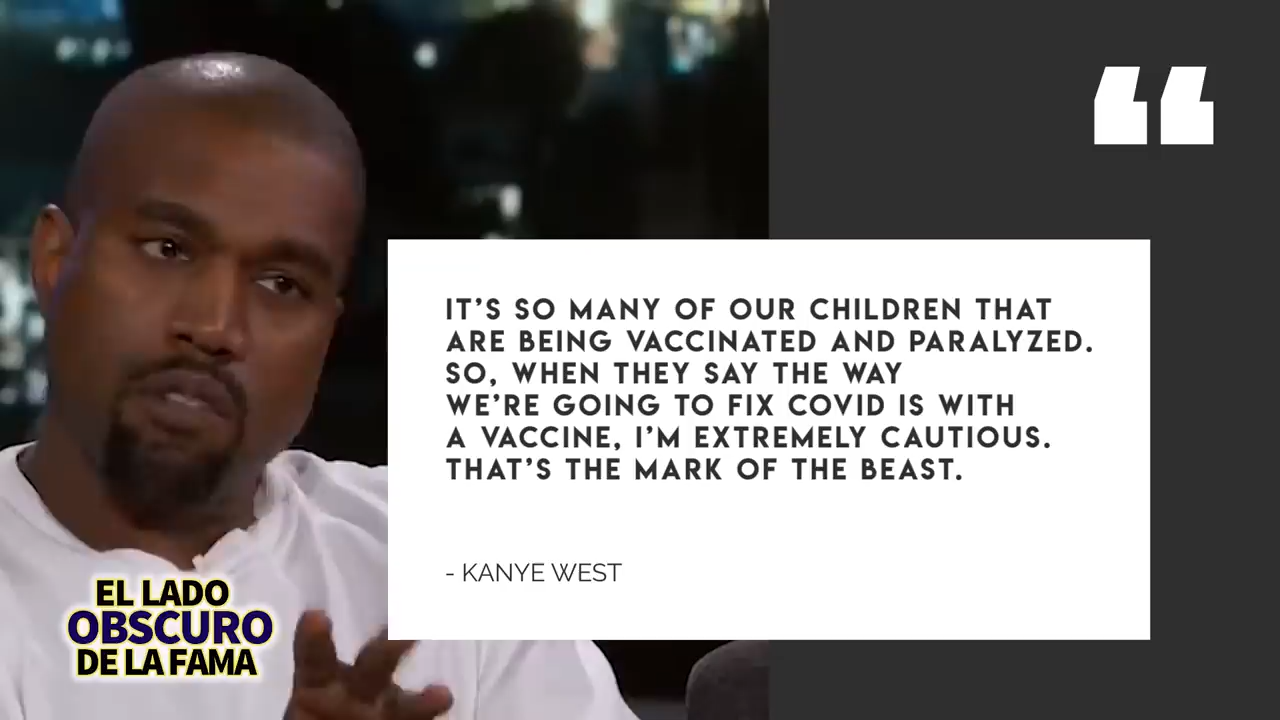 IT'S SO MANY OF OUR CHILDREN THAT
ARE BEING VACCINATED AND PARALYZED.
SO, WHEN THEY SAY THE WAY
WE'RE GOING TO FIX COVID IS WITH
A VACCINE, I'M EXTREMELY CAUTIOUS.
THAT'S THE MARK OF THE BEAST.
- KANYE WEST
EL LADO
OBSCURO
DE LA FAMA